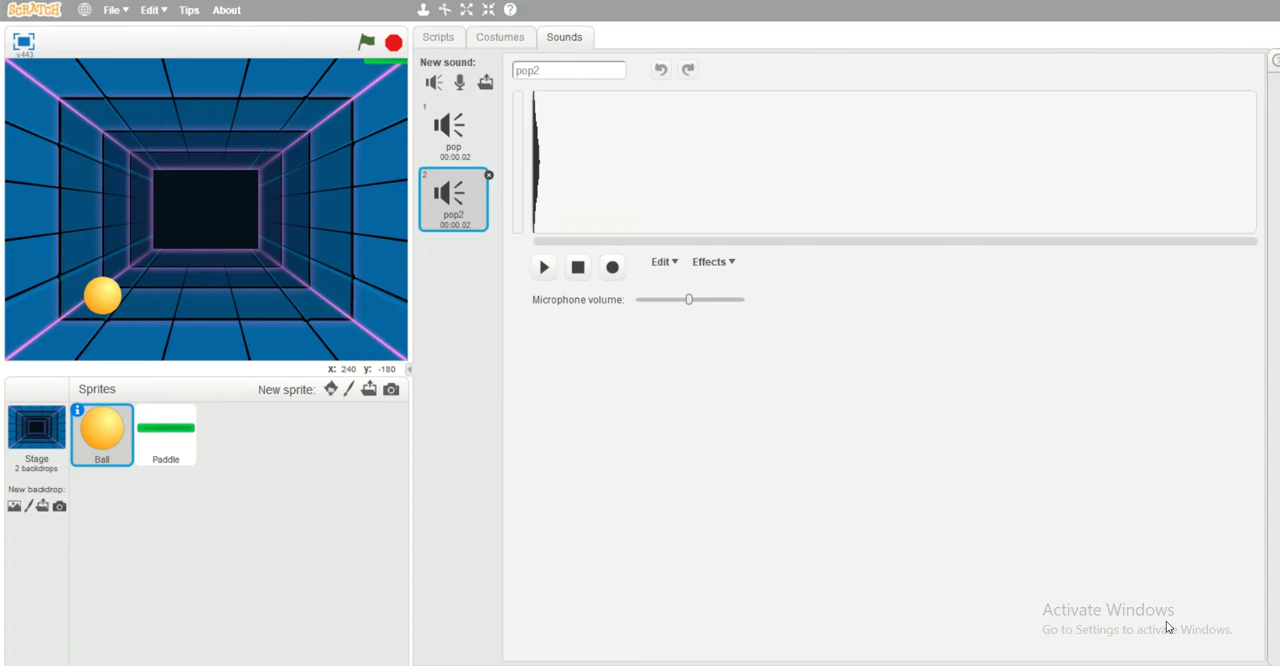 SCRATCH File Edit Tips About
v443
Scripts Costumes Sounds
New sound:
pop2
1
pop
00:00.02
2
pop2
00:00.02
Edit Effects
Microphone volume:
x: 240 y: -180
Sprites New sprite:
Stage
2 backdrops
Ball
Paddle
New backdrop:
Activate Windows
Go to Settings to activate Windows.